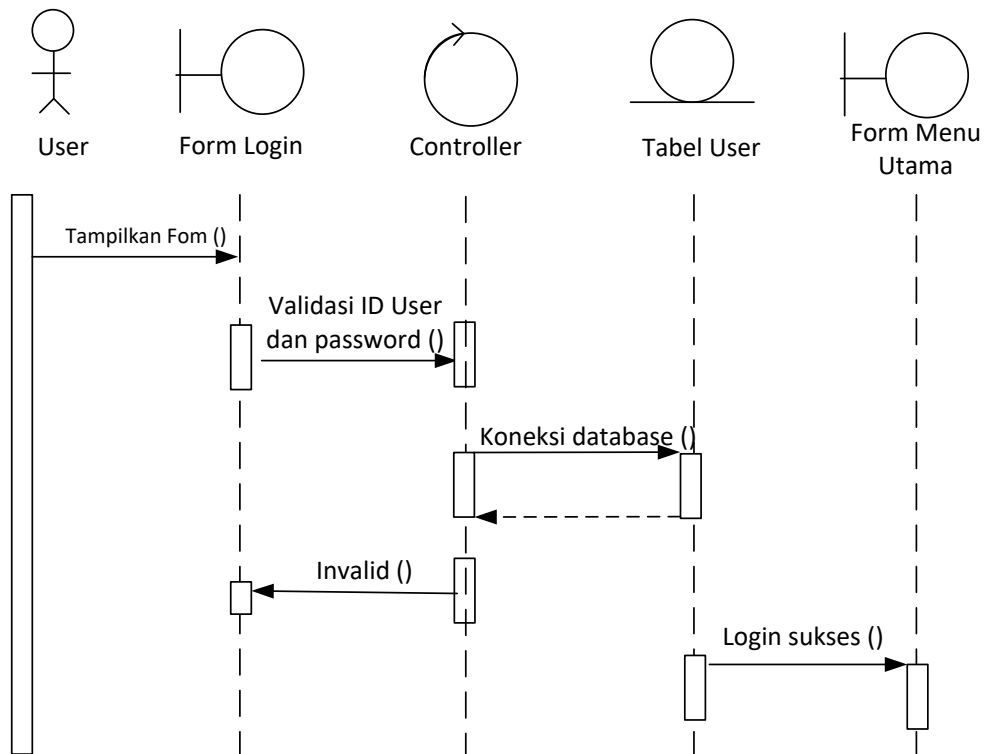 User
Form Login
Controller
Tabel User
Form Menu
Utama
Tampilkan Fom ()
Validasi ID User
dan password ()
Koneksi database ()
Invalid ()
Login sukses ()